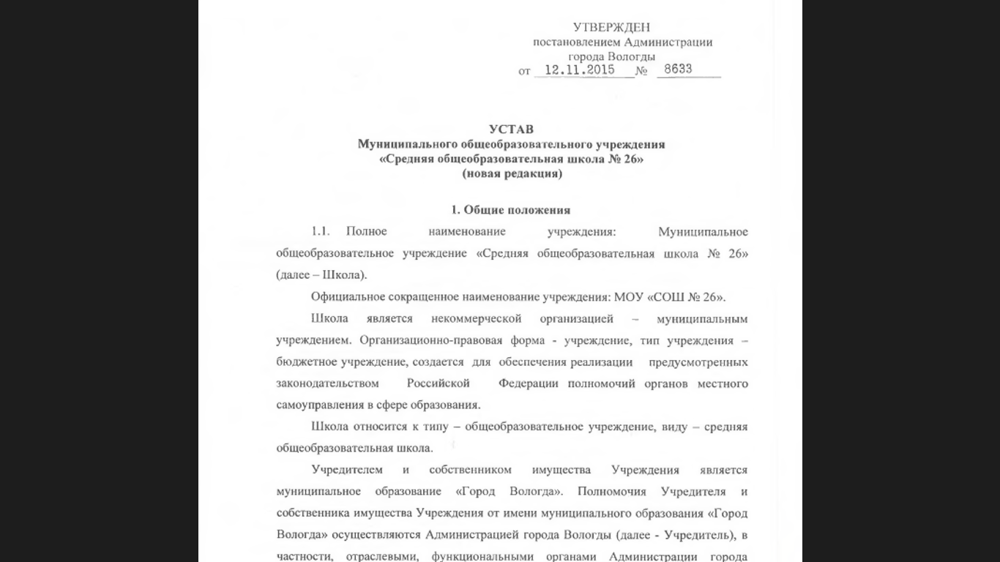 УТВЕРЖДЕН
постановлением Администрации
города Вологды
от 12.11.2015 № 8633
УСТАВ
Муниципального общеобразовательного учреждения
«Средняя общеобразовательная школа № 26»
(новая редакция)
1. Общие положения
1.1. Полное наименование учреждения: Муниципальное
общеобразовательное учреждение «Средняя общеобразовательная школа № 26»
(далее – Школа).
Официальное сокращенное наименование учреждения: МОУ «СОШ № 26».
Школа является некоммерческой организацией – муниципальным
учреждением. Организационно-правовая форма - учреждение, тип учреждения –
бюджетное учреждение, создается для обеспечения реализации предусмотренных
законодательством Российской Федерации полномочий органов местного
самоуправления в сфере образования.
Школа относится к типу – общеобразовательное учреждение, виду – средняя
общеобразовательная школа.
Учредителем и собственником имущества Учреждения является
муниципальное образование «Город Вологда». Полномочия Учредителя и
собственника имущества Учреждения от имени муниципального образования «Город
Вологда» осуществляются Администрацией города Вологды (далее - Учредитель), в
частности, отраслевыми, функциональными органами Администрации города